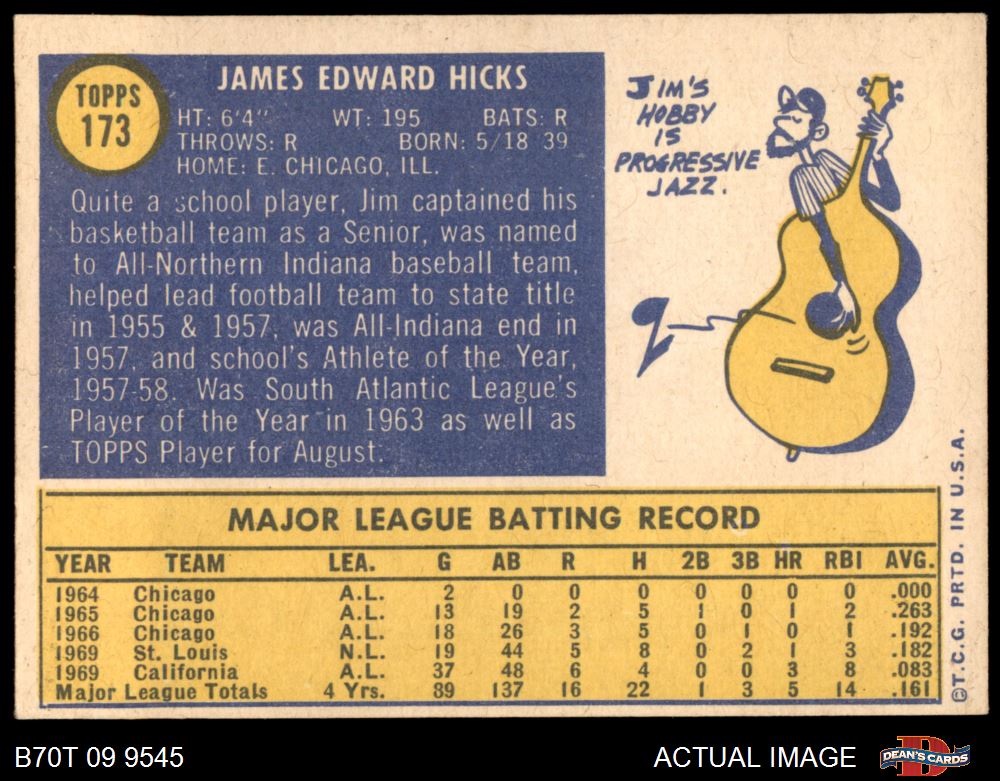 TOPPS
173
JAMES EDWARD HICKS
HT: 6'4" WT: 195 BATS: R
THROWS: R BORN: 5/18 39
HOME: E. CHICAGO, ILL.
Quite a school player, Jim captained his
basketball team as a Senior, was named
to All-Northern Indiana baseball team,
helped lead football team to state title
in 1955 & 1957, was All-Indiana end in
1957, and school's Athlete of the Year,
1957-58. Was South Atlantic League's
Player of the Year in 1963 as well as
TOPPS Player for August.
JIM'S
HOBBY
IS
PROGRESSIVE
JAZZ.
MAJOR LEAGUE BATTING RECORD
YEAR TEAM LEA. G AB R H 2B 3B HR RBI AVG.
1964 Chicago A.L. 2 0 0 0 0 0 0 0 .000
1965 Chicago A.L. 13 19 2 5 1 0 1 2 .263
1966 Chicago A.L. 18 26 3 5 0 1 0 1 .192
1969 St. Louis N.L. 19 44 5 8 0 2 1 3 .182
1969 California A.L. 37 48 6 4 0 0 3 8 .083
Major League Totals 4 Yrs. 89 137 16 22 1 3 5 14 .161
©T.C.G. PRTD. IN U.S.A.
B70T 09 9545
ACTUAL IMAGE
DEAN'S CARDS